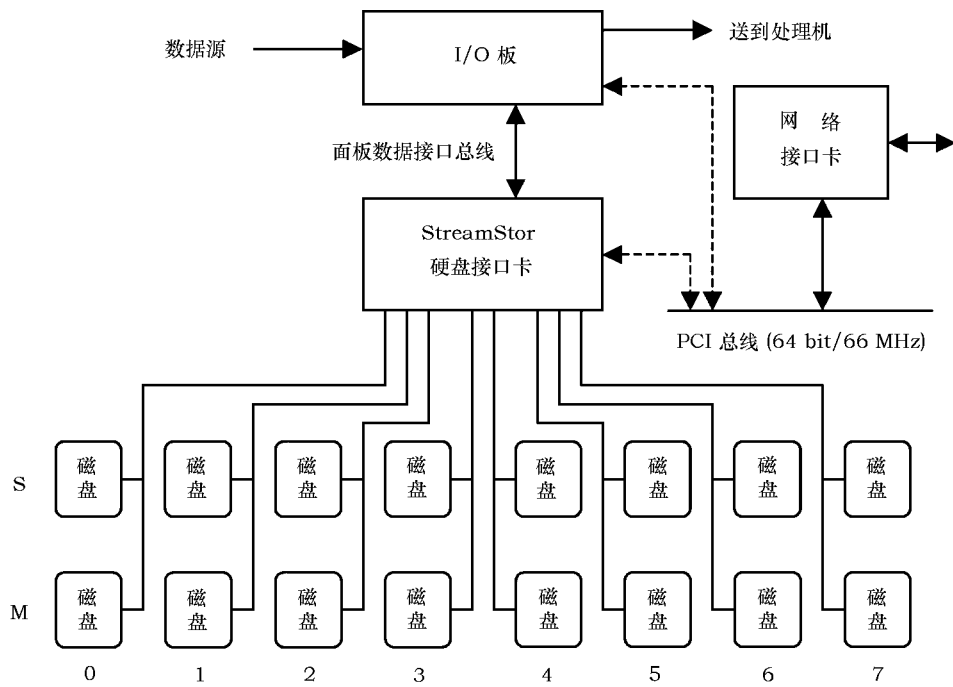 数据源
I/O 板
送到处理机
网 络
接口卡
面板数据接口总线
StreamStor
硬盘接口卡
PCI 总线 (64 bit/66 MHz)
S
磁盘 磁盘 磁盘 磁盘 磁盘 磁盘 磁盘 磁盘
M
磁盘 磁盘 磁盘 磁盘 磁盘 磁盘 磁盘 磁盘
0 1 2 3 4 5 6 7